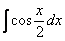 ∫cos x/2 dx